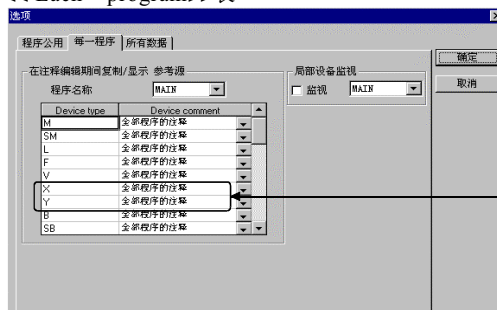 选项
程序公用 每一程序 所有数据
确定
取消
在注释编辑期间复制/显示 参考源
程序名称 MAIN
局部设备监视
监视 MAIN
Device type Device comment
M 全部程序的注释
SM 全部程序的注释
L 全部程序的注释
F 全部程序的注释
V 全部程序的注释
X 全部程序的注释
Y 全部程序的注释
B 全部程序的注释
SB 全部程序的注释